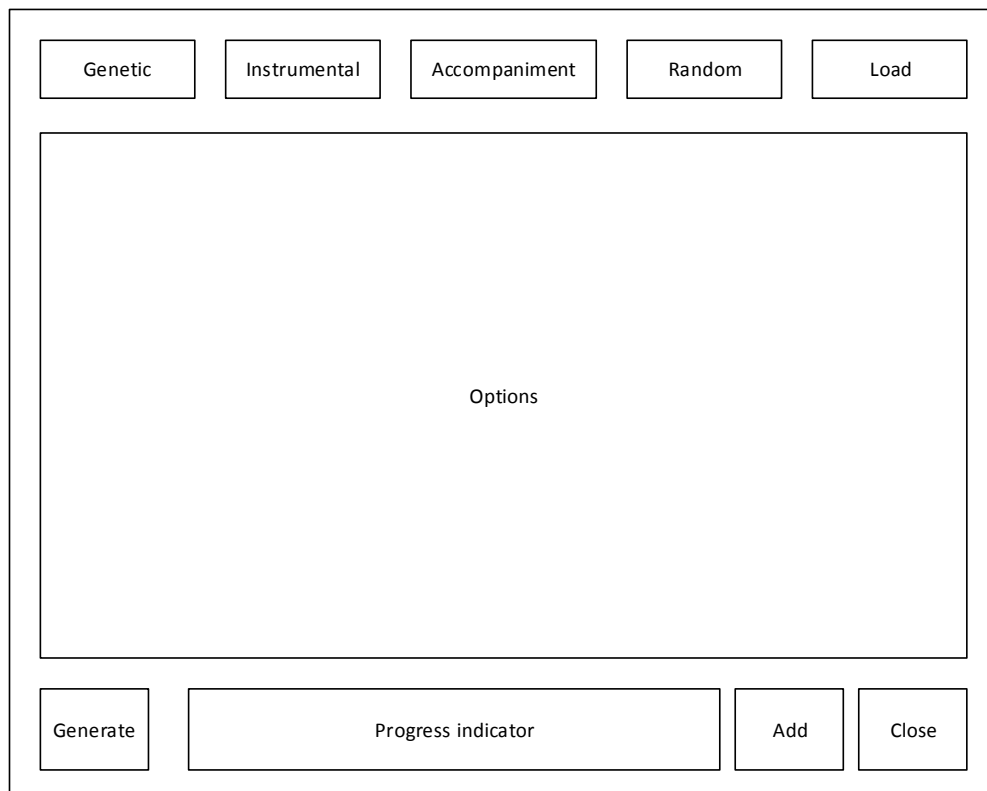 Genetic
Instrumental
Accompaniment
Random
Load
Options
Generate
Progress indicator
Add
Close